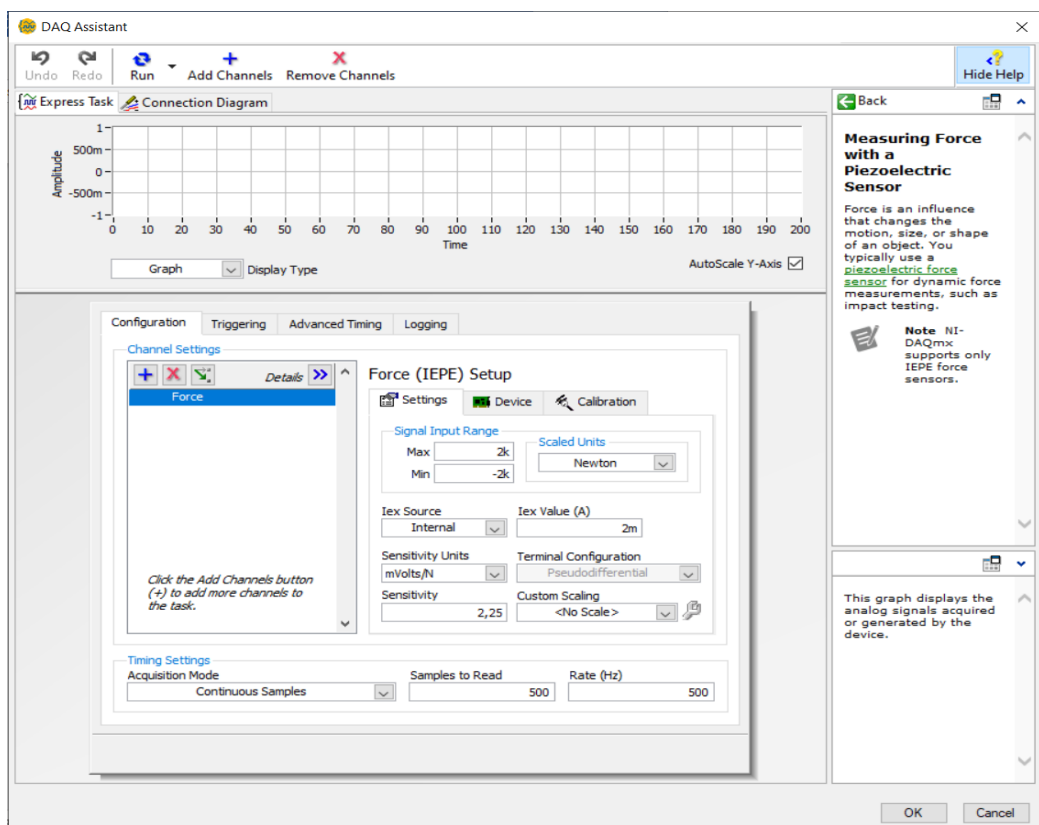 DAQ Assistant
Undo Redo Run Add Channels Remove Channels Hide Help
Express Task Connection Diagram
1
500m
0
-500m
-1
Amplitude
0 10 20 30 40 50 60 70 80 90 100 110 120 130 140 150 160 170 180 190 200
Time
Graph Display Type
AutoScale Y-Axis
Configuration Triggering Advanced Timing Logging
Channel Settings
Details
Force
Click the Add Channels button
(+) to add more channels to
the task.
Force (IEPE) Setup
Settings Device Calibration
Signal Input Range
Max 2k
Min -2k
Scaled Units
Newton
Iex Source Iex Value (A)
Internal 2m
Sensitivity Units Terminal Configuration
mVolts/N Pseudodifferential
Sensitivity Custom Scaling
2,25 <No Scale>
Timing Settings
Acquisition Mode Samples to Read Rate (Hz)
Continuous Samples 500 500
Back
Measuring Force
with a
Piezoelectric
Sensor
Force is an influence
that changes the
motion, size, or shape
of an object. You
typically use a
piezoelectric force
sensor for dynamic force
measurements, such as
impact testing.
Note NI-
DAQmx
supports only
IEPE force
sensors.
This graph displays the
analog signals acquired
or generated by the
device.
OK Cancel